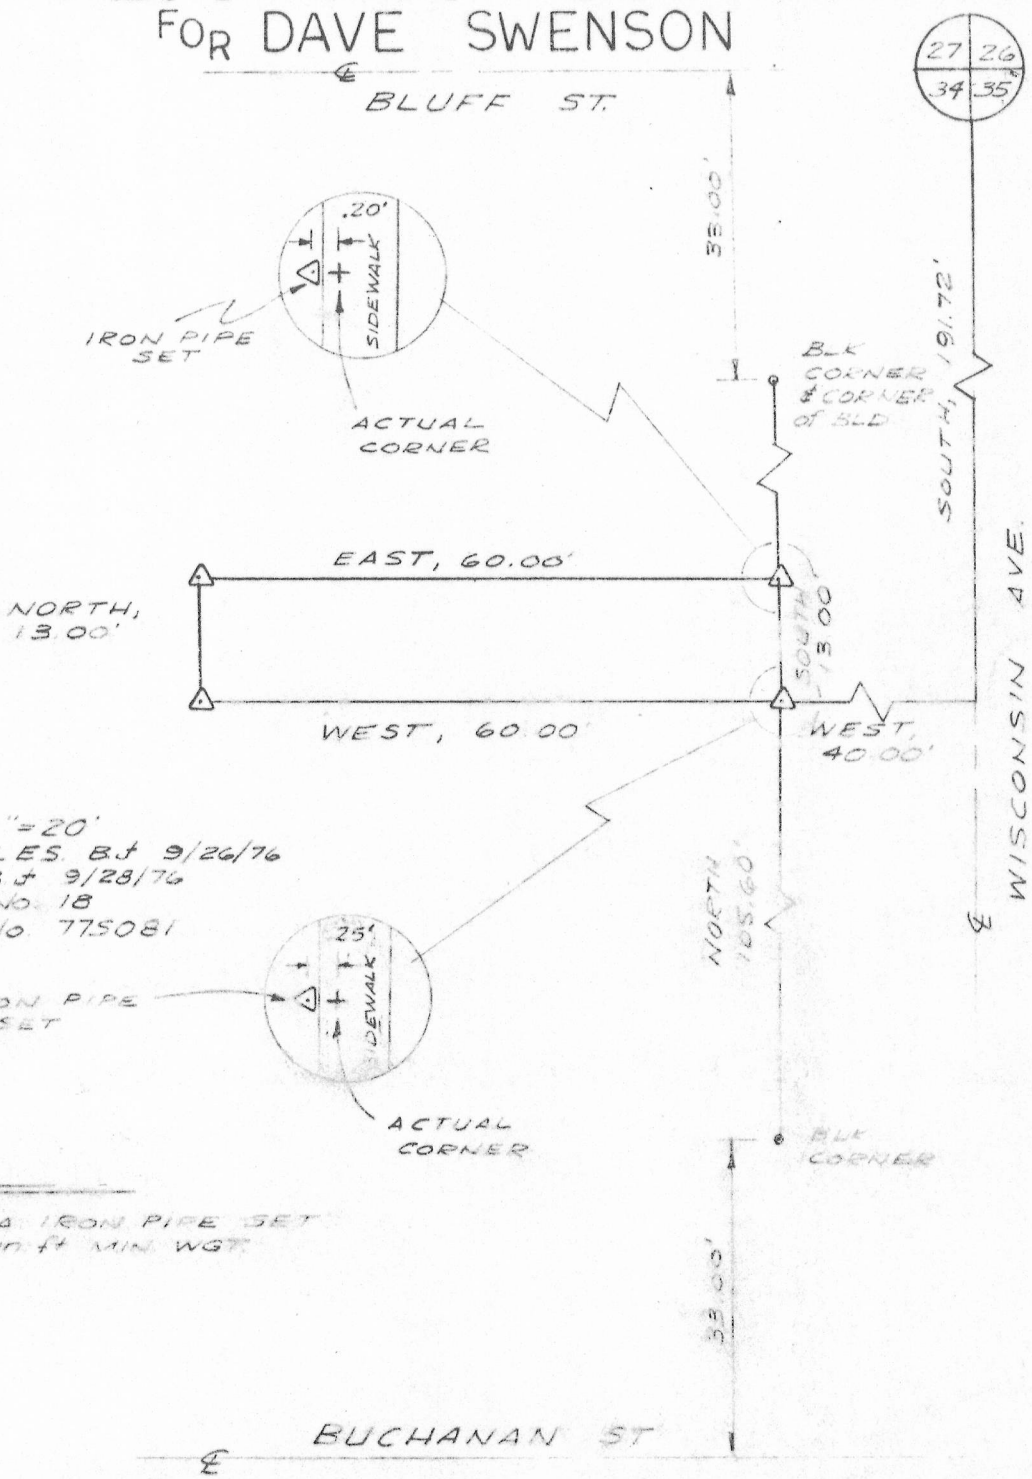 FOR DAVE SWENSON
℄
BLUFF ST.
27 26
34 35
33.00'
.20'
SIDEWALK
IRON PIPE
SET
ACTUAL
CORNER
BLK
CORNER
& CORNER
of BLD
SOUTH, 191.72'
EAST, 60.00'
NORTH,
13.00'
SOUTH
13.00'
WEST, 60.00'
WEST,
40.00'
WISCONSIN AVE.
℄
"=20'
9/26/76
9/28/76
No. 18
775081
NORTH
105.60'
25'
SIDEWALK
PIPE
SET
ACTUAL
CORNER
BLK
CORNER
IRON PIPE SET
ft MIN. WGT.
33.00'
BUCHANAN ST
℄